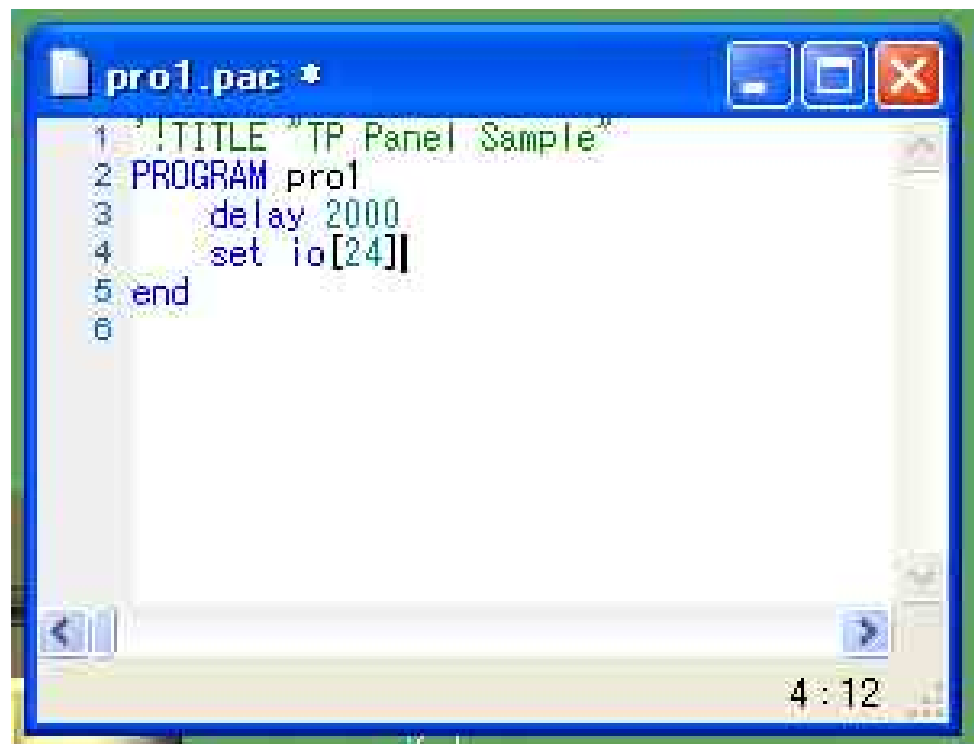 pro1.pac *
1 '!TITLE "TP Panel Sample"
2 PROGRAM pro1
3     delay 2000
4     set io[24]
5 end
6
4:12